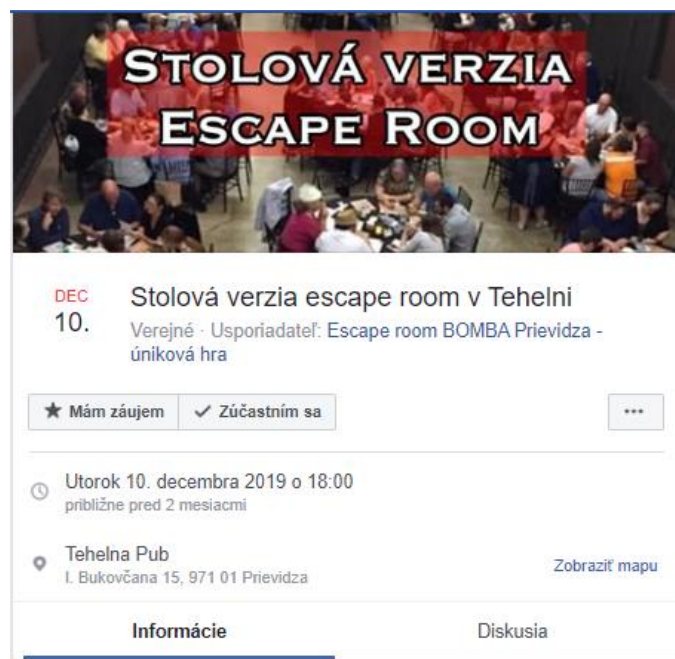 STOLOVÁ VERZIA
ESCAPE ROOM
DEC
10.
Stolová verzia escape room v Tehelni
Verejné · Usporiadateľ: Escape room BOMBA Prievidza -
úniková hra
Mám záujem
Zúčastním sa
Utorok 10. decembra 2019 o 18:00
približne pred 2 mesiacmi
Tehelna Pub
I. Bukovčana 15, 971 01 Prievidza
Zobraziť mapu
Informácie
Diskusia